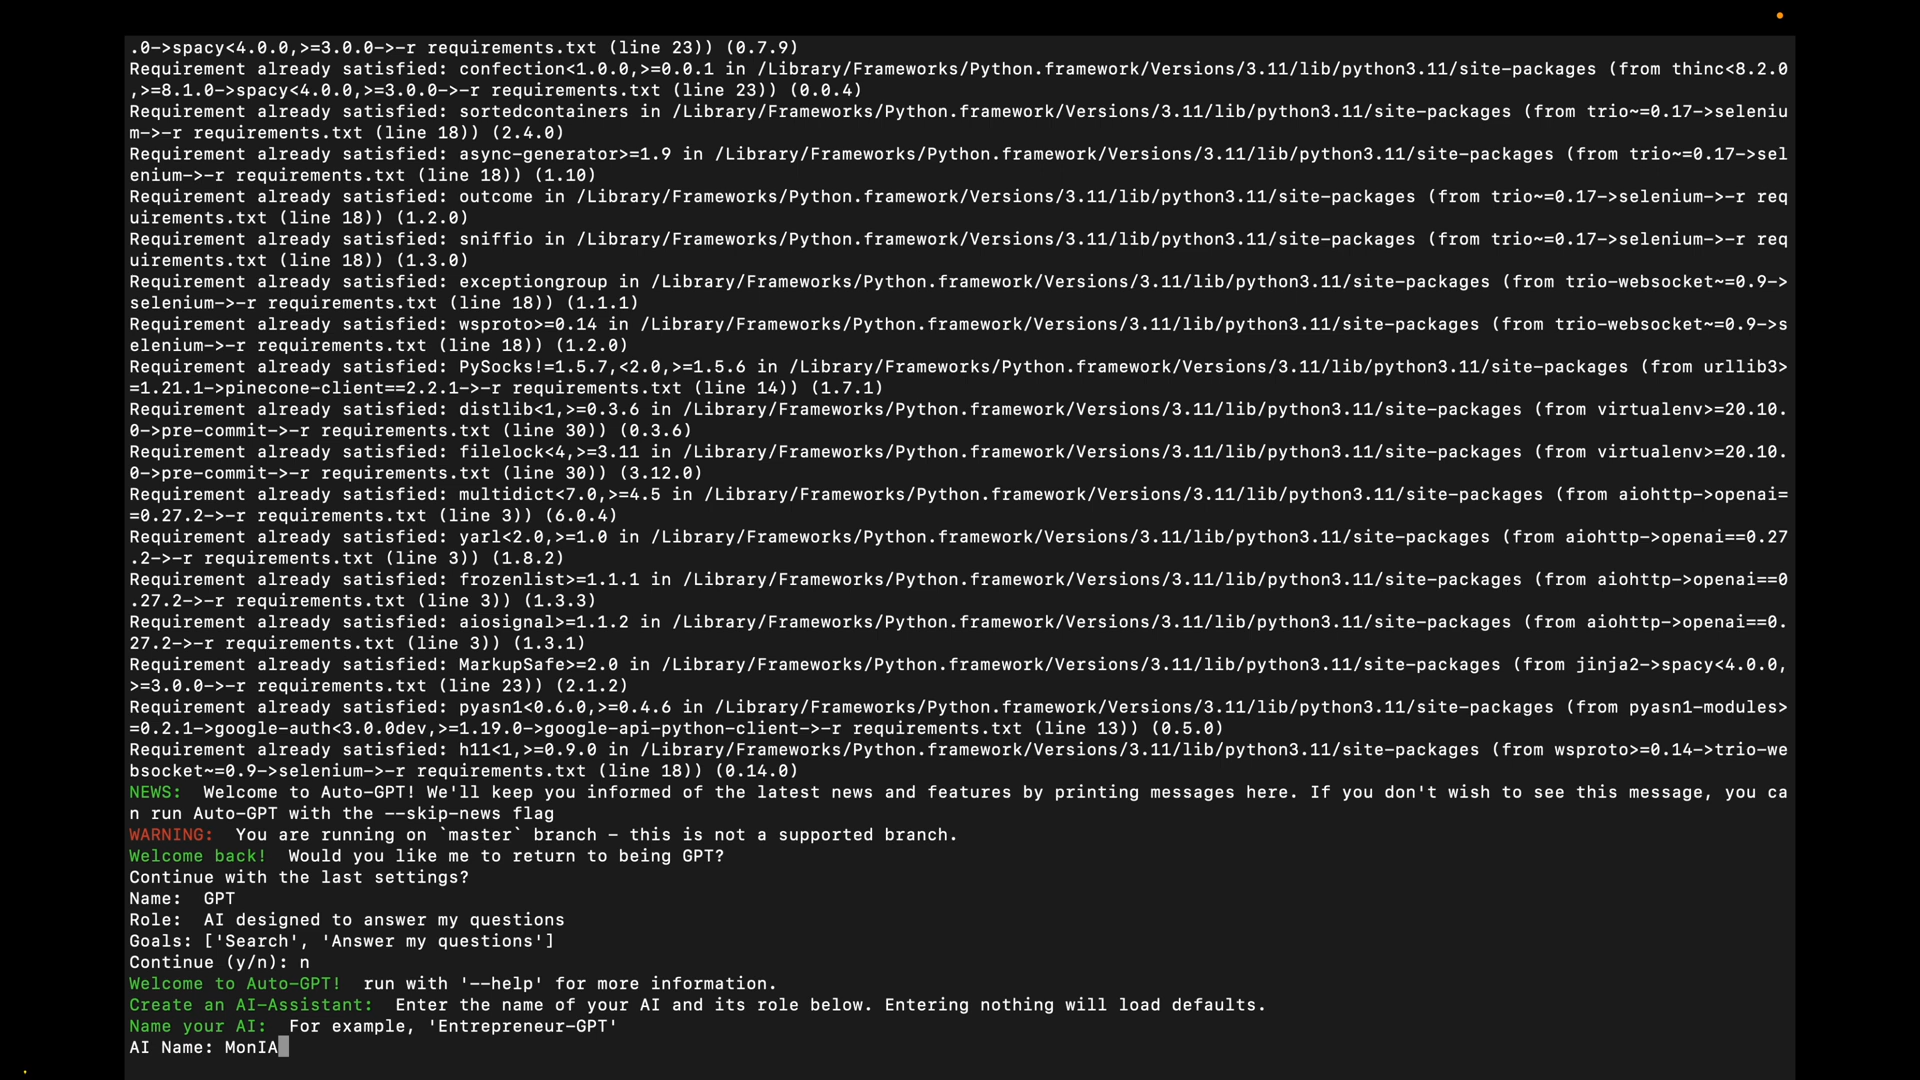 .0->spacy<4.0.0,>=3.0.0->-r requirements.txt (line 23)) (0.7.9)
Requirement already satisfied: confection<1.0.0,>=0.0.1 in /Library/Frameworks/Python.framework/Versions/3.11/lib/python3.11/site-packages (from thinc<8.2.0
,>=8.1.0->spacy<4.0.0,>=3.0.0->-r requirements.txt (line 23)) (0.0.4)
Requirement already satisfied: sortedcontainers in /Library/Frameworks/Python.framework/Versions/3.11/lib/python3.11/site-packages (from trio~=0.17->seleniu
m->-r requirements.txt (line 18)) (2.4.0)
Requirement already satisfied: async-generator>=1.9 in /Library/Frameworks/Python.framework/Versions/3.11/lib/python3.11/site-packages (from trio~=0.17->sel
enium->-r requirements.txt (line 18)) (1.10)
Requirement already satisfied: outcome in /Library/Frameworks/Python.framework/Versions/3.11/lib/python3.11/site-packages (from trio~=0.17->selenium->-r req
uirements.txt (line 18)) (1.2.0)
Requirement already satisfied: sniffio in /Library/Frameworks/Python.framework/Versions/3.11/lib/python3.11/site-packages (from trio~=0.17->selenium->-r req
uirements.txt (line 18)) (1.3.0)
Requirement already satisfied: exceptiongroup in /Library/Frameworks/Python.framework/Versions/3.11/lib/python3.11/site-packages (from trio-websocket~=0.9->
selenium->-r requirements.txt (line 18)) (1.1.1)
Requirement already satisfied: wsproto>=0.14 in /Library/Frameworks/Python.framework/Versions/3.11/lib/python3.11/site-packages (from trio-websocket~=0.9->s
elenium->-r requirements.txt (line 18)) (1.2.0)
Requirement already satisfied: PySocks!=1.5.7,<2.0,>=1.5.6 in /Library/Frameworks/Python.framework/Versions/3.11/lib/python3.11/site-packages (from urllib3>
=1.21.1->pinecone-client==2.2.1->-r requirements.txt (line 14)) (1.7.1)
Requirement already satisfied: distlib<1,>=0.3.6 in /Library/Frameworks/Python.framework/Versions/3.11/lib/python3.11/site-packages (from virtualenv>=20.10.
0->pre-commit->-r requirements.txt (line 30)) (0.3.6)
Requirement already satisfied: filelock<4,>=3.11 in /Library/Frameworks/Python.framework/Versions/3.11/lib/python3.11/site-packages (from virtualenv>=20.10.
0->pre-commit->-r requirements.txt (line 30)) (3.12.0)
Requirement already satisfied: multidict<7.0,>=4.5 in /Library/Frameworks/Python.framework/Versions/3.11/lib/python3.11/site-packages (from aiohttp->openai=
=0.27.2->-r requirements.txt (line 3)) (6.0.4)
Requirement already satisfied: yarl<2.0,>=1.0 in /Library/Frameworks/Python.framework/Versions/3.11/lib/python3.11/site-packages (from aiohttp->openai==0.27
.2->-r requirements.txt (line 3)) (1.8.2)
Requirement already satisfied: frozenlist>=1.1.1 in /Library/Frameworks/Python.framework/Versions/3.11/lib/python3.11/site-packages (from aiohttp->openai==0
.27.2->-r requirements.txt (line 3)) (1.3.3)
Requirement already satisfied: aiosignal>=1.1.2 in /Library/Frameworks/Python.framework/Versions/3.11/lib/python3.11/site-packages (from aiohttp->openai==0.
27.2->-r requirements.txt (line 3)) (1.3.1)
Requirement already satisfied: MarkupSafe>=2.0 in /Library/Frameworks/Python.framework/Versions/3.11/lib/python3.11/site-packages (from jinja2->spacy<4.0.0,
>=3.0.0->-r requirements.txt (line 23)) (2.1.2)
Requirement already satisfied: pyasn1<0.6.0,>=0.4.6 in /Library/Frameworks/Python.framework/Versions/3.11/lib/python3.11/site-packages (from pyasn1-modules>
=0.2.1->google-auth<3.0.0dev,>=1.19.0->google-api-python-client->-r requirements.txt (line 13)) (0.5.0)
Requirement already satisfied: h11<1,>=0.9.0 in /Library/Frameworks/Python.framework/Versions/3.11/lib/python3.11/site-packages (from wsproto>=0.14->trio-we
bsocket~=0.9->selenium->-r requirements.txt (line 18)) (0.14.0)
NEWS:  Welcome to Auto-GPT! We'll keep you informed of the latest news and features by printing messages here. If you don't wish to see this message, you ca
n run Auto-GPT with the --skip-news flag
WARNING:  You are running on `master` branch - this is not a supported branch.
Welcome back!  Would you like me to return to being GPT?
Continue with the last settings?
Name:  GPT
Role:  AI designed to answer my questions
Goals: ['Search', 'Answer my questions']
Continue (y/n): n
Welcome to Auto-GPT!  run with '--help' for more information.
Create an AI-Assistant:  Enter the name of your AI and its role below. Entering nothing will load defaults.
Name your AI:  For example, 'Entrepreneur-GPT'
AI Name: MonIA